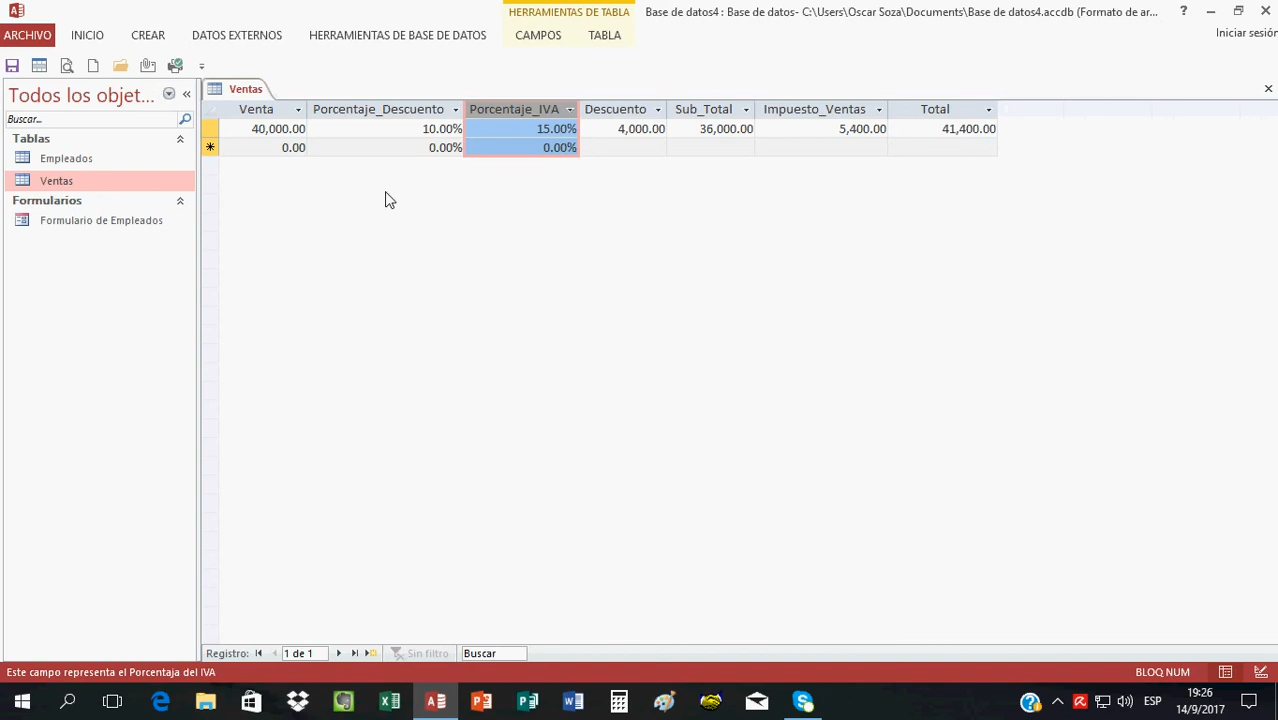 HERRAMIENTAS DE TABLA
Base de datos4 : Base de datos- C:\Users\Oscar Soza\Documents\Base de datos4.accdb (Formato de ar...
?
ARCHIVO INICIO CREAR DATOS EXTERNOS HERRAMIENTAS DE BASE DE DATOS CAMPOS TABLA Iniciar sesión
Todos los objet...
Buscar...
Tablas
Empleados
Ventas
Formularios
Formulario de Empleados
Ventas
Venta Porcentaje_Descuento Porcentaje_IVA Descuento Sub_Total Impuesto_Ventas Total
40,000.00 10.00% 15.00% 4,000.00 36,000.00 5,400.00 41,400.00
0.00 0.00% 0.00%
Registro: 1 de 1 Sin filtro Buscar
Este campo representa el Porcentaja del IVA BLOQ NUM
ESP
19:26
14/9/2017